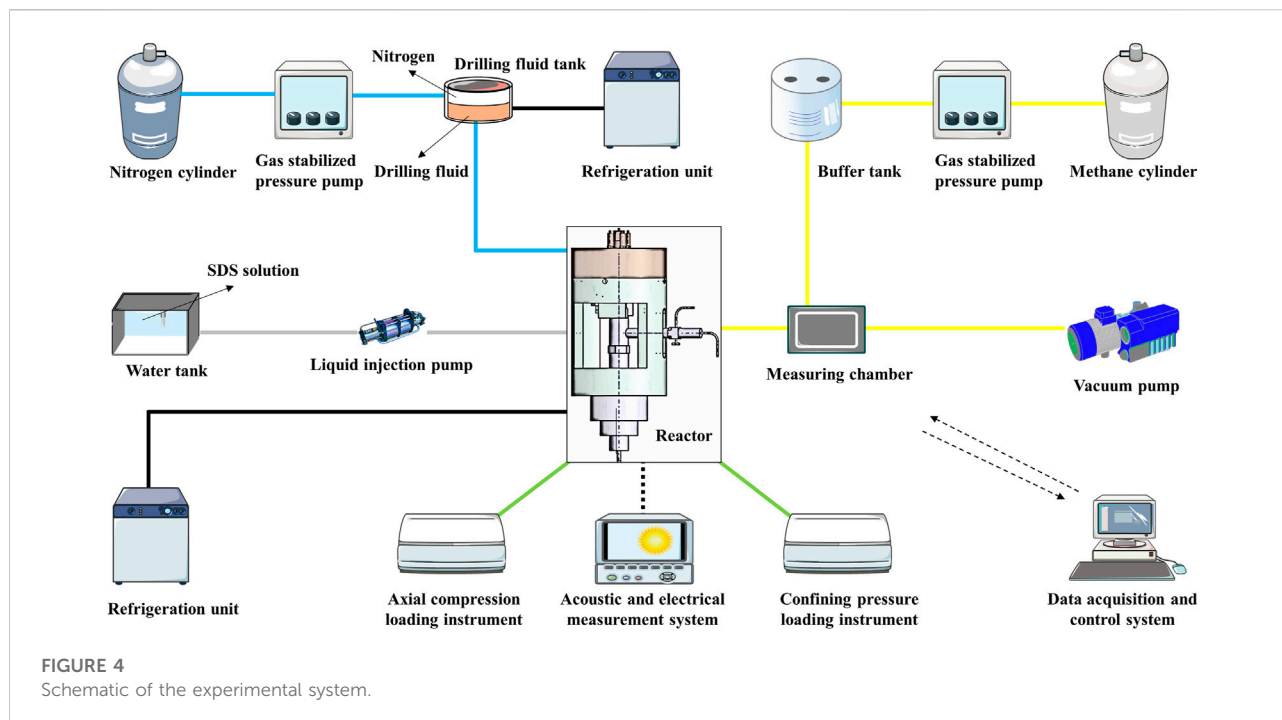 Nitrogen
Drilling fluid tank
Nitrogen cylinder
Gas stabilized
pressure pump
Drilling fluid
Refrigeration unit
Buffer tank
Gas stabilized
pressure pump
Methane cylinder
SDS solution
Water tank
Liquid injection pump
Reactor
Measuring chamber
Vacuum pump
Refrigeration unit
Axial compression
loading instrument
Acoustic and electrical
measurement system
Confining pressure
loading instrument
Data acquisition and
control system
FIGURE 4
Schematic of the experimental system.